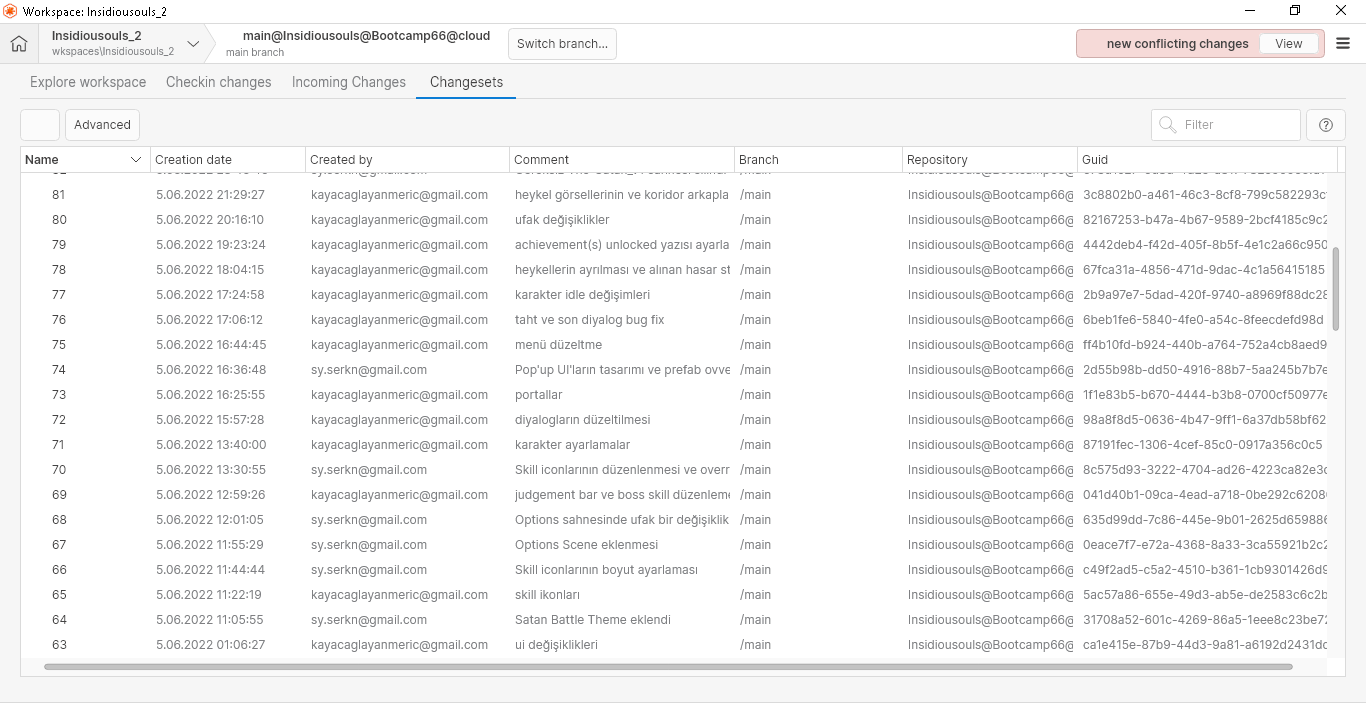 Workspace: Insidiousouls_2
Insidiousouls_2
wkspaces\Insidiousouls_2
main@Insidiousouls@Bootcamp66@cloud
main branch
Switch branch...
new conflicting changes
View
Explore workspace Checkin changes Incoming Changes Changesets
Advanced
Filter
Name Creation date Created by Comment Branch Repository Guid
81 5.06.2022 21:29:27 kayacaglayanmeric@gmail.com heykel görsellerinin ve koridor arkapla /main Insidiousouls@Bootcamp66@ 3c8802b0-a461-46c3-8cf8-799c582293c
80 5.06.2022 20:16:10 kayacaglayanmeric@gmail.com ufak değişiklikler /main Insidiousouls@Bootcamp66@ 82167253-b47a-4b67-9589-2bcf4185c9c2
79 5.06.2022 19:23:24 kayacaglayanmeric@gmail.com achievement(s) unlocked yazısı ayarla /main Insidiousouls@Bootcamp66@ 4442deb4-f42d-405f-8b5f-4e1c2a66c950
78 5.06.2022 18:04:15 kayacaglayanmeric@gmail.com heykellerin ayrılması ve alınan hasar st /main Insidiousouls@Bootcamp66@ 67fca31a-4856-471d-9dac-4c1a56415185
77 5.06.2022 17:24:58 kayacaglayanmeric@gmail.com karakter idle değişimleri /main Insidiousouls@Bootcamp66@ 2b9a97e7-5dad-420f-9740-a8969f88dc28
76 5.06.2022 17:06:12 kayacaglayanmeric@gmail.com taht ve son diyalog bug fix /main Insidiousouls@Bootcamp66@ 6beb1fe6-5840-4fe0-a54c-8feecdefd98d
75 5.06.2022 16:44:45 kayacaglayanmeric@gmail.com menü düzeltme /main Insidiousouls@Bootcamp66@ ff4b10fd-b924-440b-a764-752a4cb8aed9
74 5.06.2022 16:36:48 sy.serkn@gmail.com Pop'up UI'ların tasarımı ve prefab ovve /main Insidiousouls@Bootcamp66@ 2d55b98b-dd50-4916-88b7-5aa245b7b7e
73 5.06.2022 16:25:55 kayacaglayanmeric@gmail.com portallar /main Insidiousouls@Bootcamp66@ 1f1e83b5-b670-4444-b3b8-0700cf50977e
72 5.06.2022 15:57:28 kayacaglayanmeric@gmail.com diyalogların düzeltilmesi /main Insidiousouls@Bootcamp66@ 98a8f8d5-0636-4b47-9ff1-6a37db58bf62
71 5.06.2022 13:40:00 kayacaglayanmeric@gmail.com karakter ayarlamalar /main Insidiousouls@Bootcamp66@ 87191fec-1306-4cef-85c0-0917a356c0c5
70 5.06.2022 13:30:55 sy.serkn@gmail.com Skill iconlarının düzenlenmesi ve overr /main Insidiousouls@Bootcamp66@ 8c575d93-3222-4704-ad26-4223ca82e3c
69 5.06.2022 12:59:26 kayacaglayanmeric@gmail.com judgement bar ve boss skill düzenleme /main Insidiousouls@Bootcamp66@ 041d40b1-09ca-4ead-a718-0be292c6208
68 5.06.2022 12:01:05 sy.serkn@gmail.com Options sahnesinde ufak bir değişiklik /main Insidiousouls@Bootcamp66@ 635d99dd-7c86-445e-9b01-2625d659886
67 5.06.2022 11:55:29 sy.serkn@gmail.com Options Scene eklenmesi /main Insidiousouls@Bootcamp66@ 0eace7f7-e72a-4368-8a33-3ca55921b2c2
66 5.06.2022 11:44:44 sy.serkn@gmail.com Skill iconlarının boyut ayarlaması /main Insidiousouls@Bootcamp66@ c49f2ad5-c5a2-4510-b361-1cb9301426d9
65 5.06.2022 11:22:19 kayacaglayanmeric@gmail.com skill ikonları /main Insidiousouls@Bootcamp66@ 5ac57a86-655e-49d3-ab5e-de2583c6c2b
64 5.06.2022 11:05:55 sy.serkn@gmail.com Satan Battle Theme eklendi /main Insidiousouls@Bootcamp66@ 31708a52-601c-4269-86a5-1eee8c23be72
63 5.06.2022 01:06:27 kayacaglayanmeric@gmail.com ui değişiklikleri /main Insidiousouls@Bootcamp66@ ca1e415e-87b9-44d3-9a81-a6192d2431dc